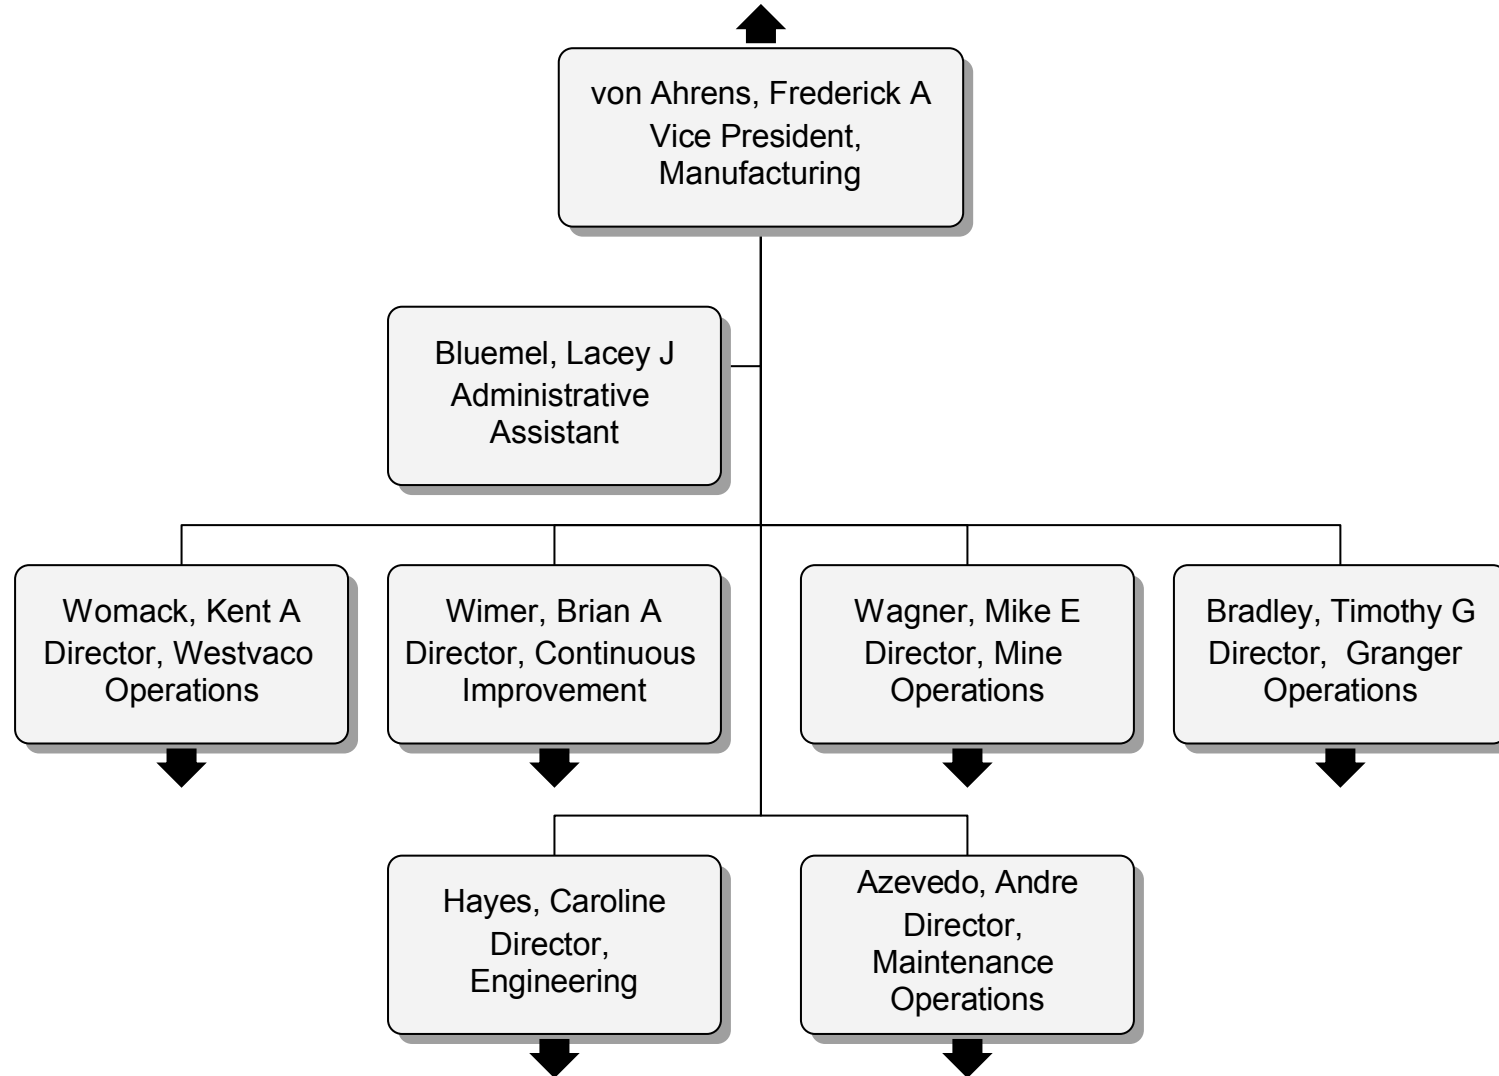 von Ahrens, Frederick A
Vice President,
Manufacturing
Bluemel, Lacey J
Administrative
Assistant
Womack, Kent A
Director, Westvaco
Operations
Wimer, Brian A
Director, Continuous
Improvement
Wagner, Mike E
Director, Mine
Operations
Bradley, Timothy G
Director,  Granger
Operations
Hayes, Caroline
Director,
Engineering
Azevedo, Andre
Director,
Maintenance
Operations